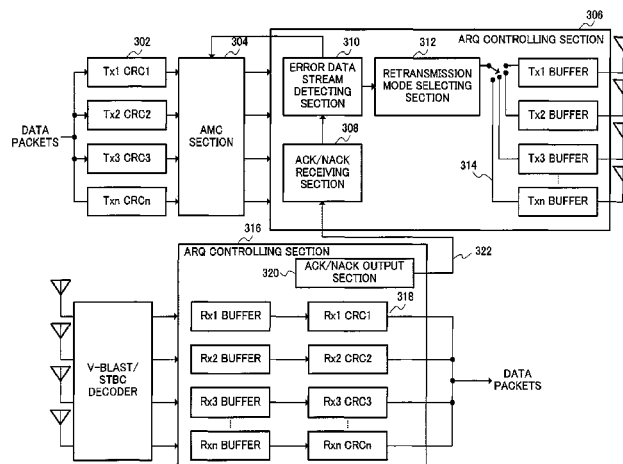 302
304
306
310
312
ARQ CONTROLLING SECTION
Tx1 CRC1
Tx2 CRC2
Tx3 CRC3
Txn CRCn
DATA
PACKETS
AMC
SECTION
ERROR DATA
STREAM
DETECTING
SECTION
RETRANSMISSION
MODE SELECTING
SECTION
Tx1 BUFFER
Tx2 BUFFER
Tx3 BUFFER
Txn BUFFER
308
ACK/NACK
RECEIVING
SECTION
314
316
ARQ CONTROLLING SECTION
322
320
ACK/NACK OUTPUT
SECTION
318
V-BLAST/
STBC
DECODER
Rx1 BUFFER
Rx1 CRC1
Rx2 BUFFER
Rx2 CRC2
Rx3 BUFFER
Rx3 CRC3
Rxn BUFFER
Rxn CRCn
DATA
PACKETS